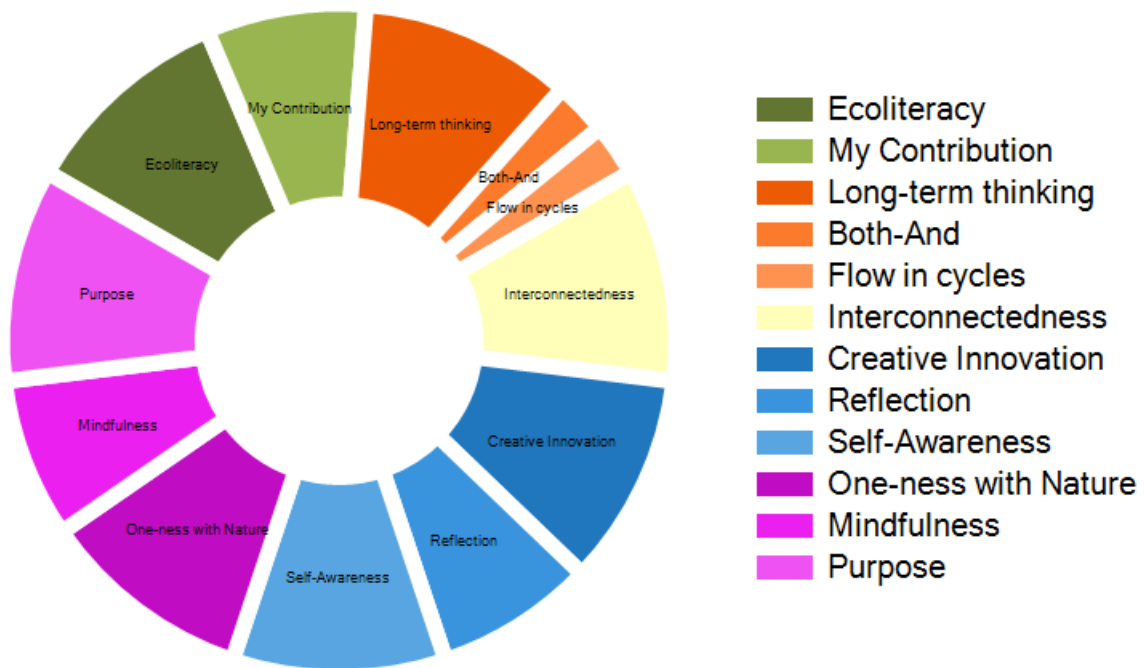 My Contribution
Long-term thinking
Ecoliteracy
Both-And
Flow in cycles
Purpose
Interconnectedness
Mindfulness
Creative Innovation
One-ness with Nature
Reflection
Self-Awareness
Ecoliteracy
My Contribution
Long-term thinking
Both-And
Flow in cycles
Interconnectedness
Creative Innovation
Reflection
Self-Awareness
One-ness with Nature
Mindfulness
Purpose